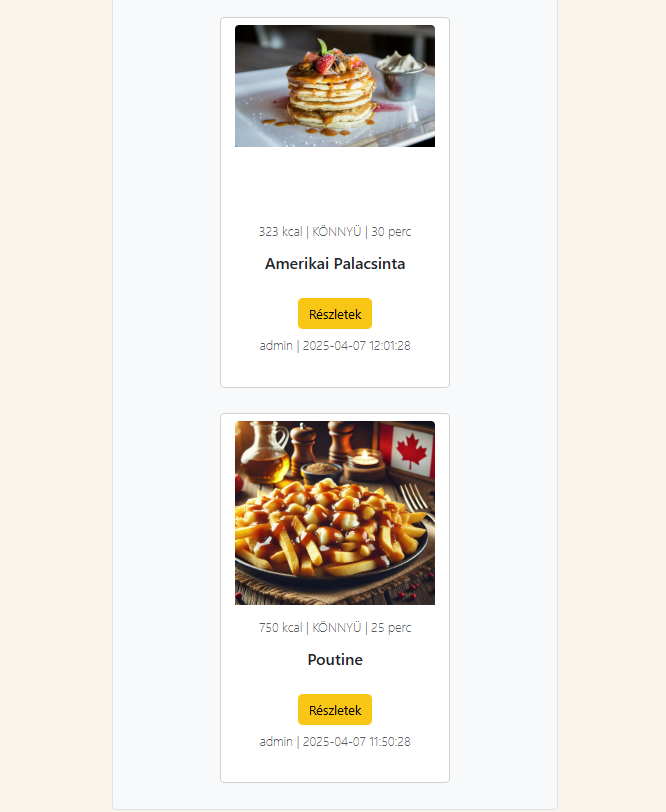 323 kcal | KÖNNYŰ | 30 perc
Amerikai Palacsinta
Részletek
admin | 2025-04-07 12:01:28
750 kcal | KÖNNYŰ | 25 perc
Poutine
Részletek
admin | 2025-04-07 11:50:28